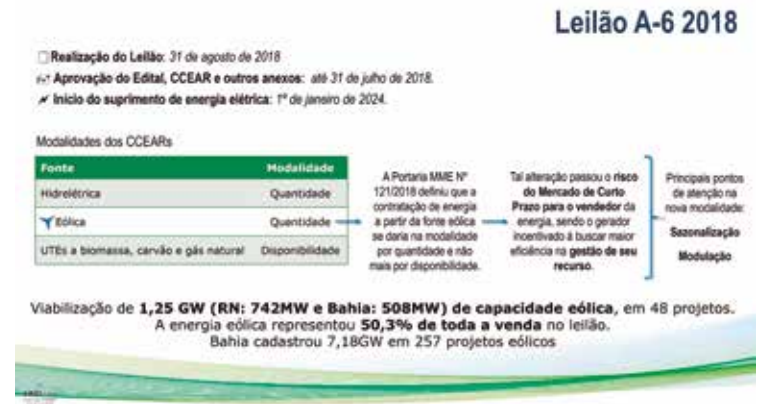 Leilão A-6 2018
Realização do Leilão: 31 de agosto de 2018
Aprovação do Edital, CCEAR e outros anexos: até 31 de julho de 2018.
Início do suprimento de energia elétrica: 1º de janeiro de 2024.
Modalidades dos CCEARs
Fonte Modalidade
Hidrelétrica Quantidade
Eólica Quantidade
UTEs a biomassa, carvão e gás natural Disponibilidade
A Portaria MME Nº
121/2018 definiu que a
contratação de energia
a partir da fonte eólica
se daria na modalidade
por quantidade e não
mais por disponibilidade.
Tal alteração passou o risco
do Mercado de Curto
Prazo para o vendedor da
energia, sendo o gerador
incentivado à buscar maior
eficiência na gestão de seu
recurso.
Principais pontos
de atenção na
nova modalidade:
Sazonalização
Modulação
Viabilização de 1,25 GW (RN: 742MW e Bahia: 508MW) de capacidade eólica, em 48 projetos.
A energia eólica representou 50,3% de toda a venda no leilão.
Bahia cadastrou 7,18GW em 257 projetos eólicos